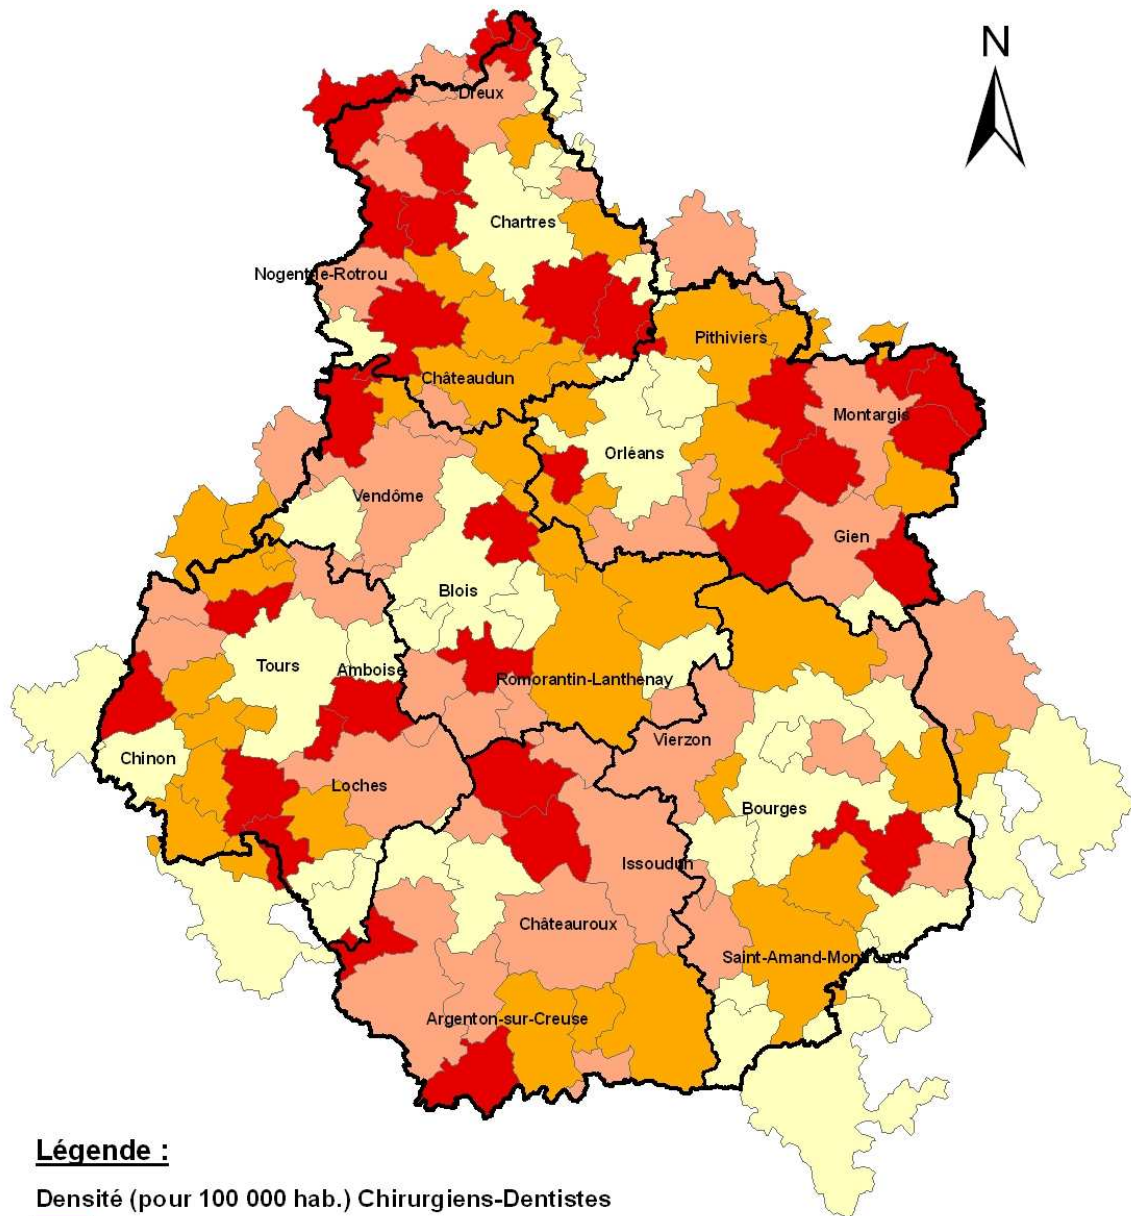 N
Dreux
Chartres
Nogent-le-Rotrou
Pithiviers
Châteaudun
Montargis
Orléans
Vendôme
Gien
Blois
Tours
Amboise
Romorantin-Lanthenay
Vierzon
Chinon
Loches
Bourges
Issoudun
Châteauroux
Saint-Amand-Montrond
Argenton-sur-Creuse
Légende :
Densité (pour 100 000 hab.) Chirurgiens-Dentistes